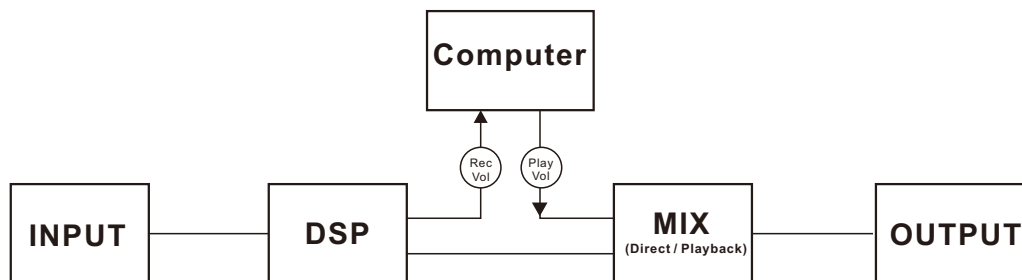 Computer
Rec
Vol
Play
Vol
INPUT
DSP
MIX
(Direct / Playback)
OUTPUT